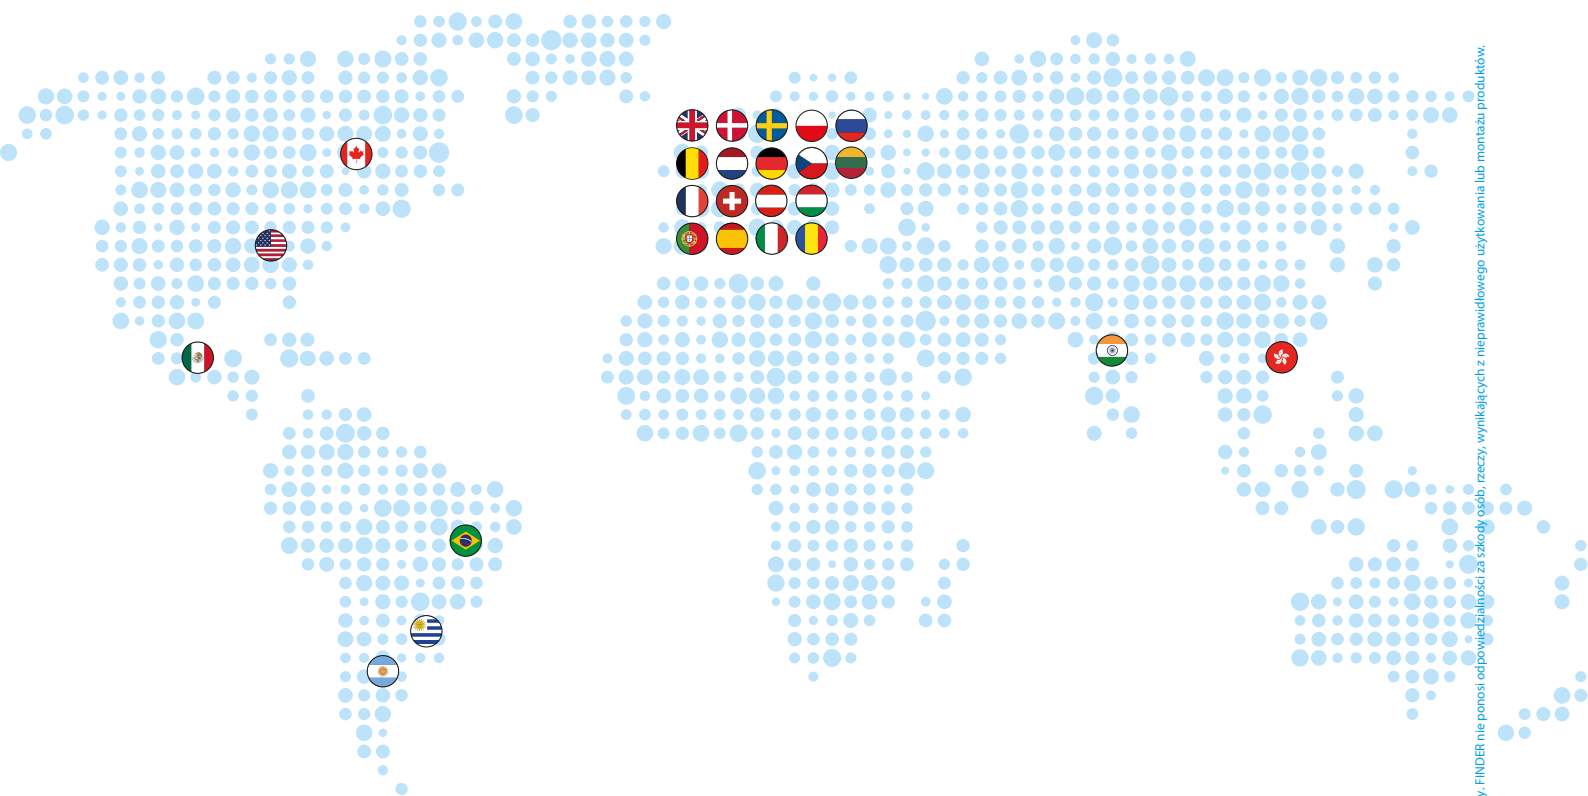 y. FINDER nie ponosi odpowiedzialności za szkody osób, rzeczy, wynikających z nieprawidłowego użytkowania lub montażu produktów.